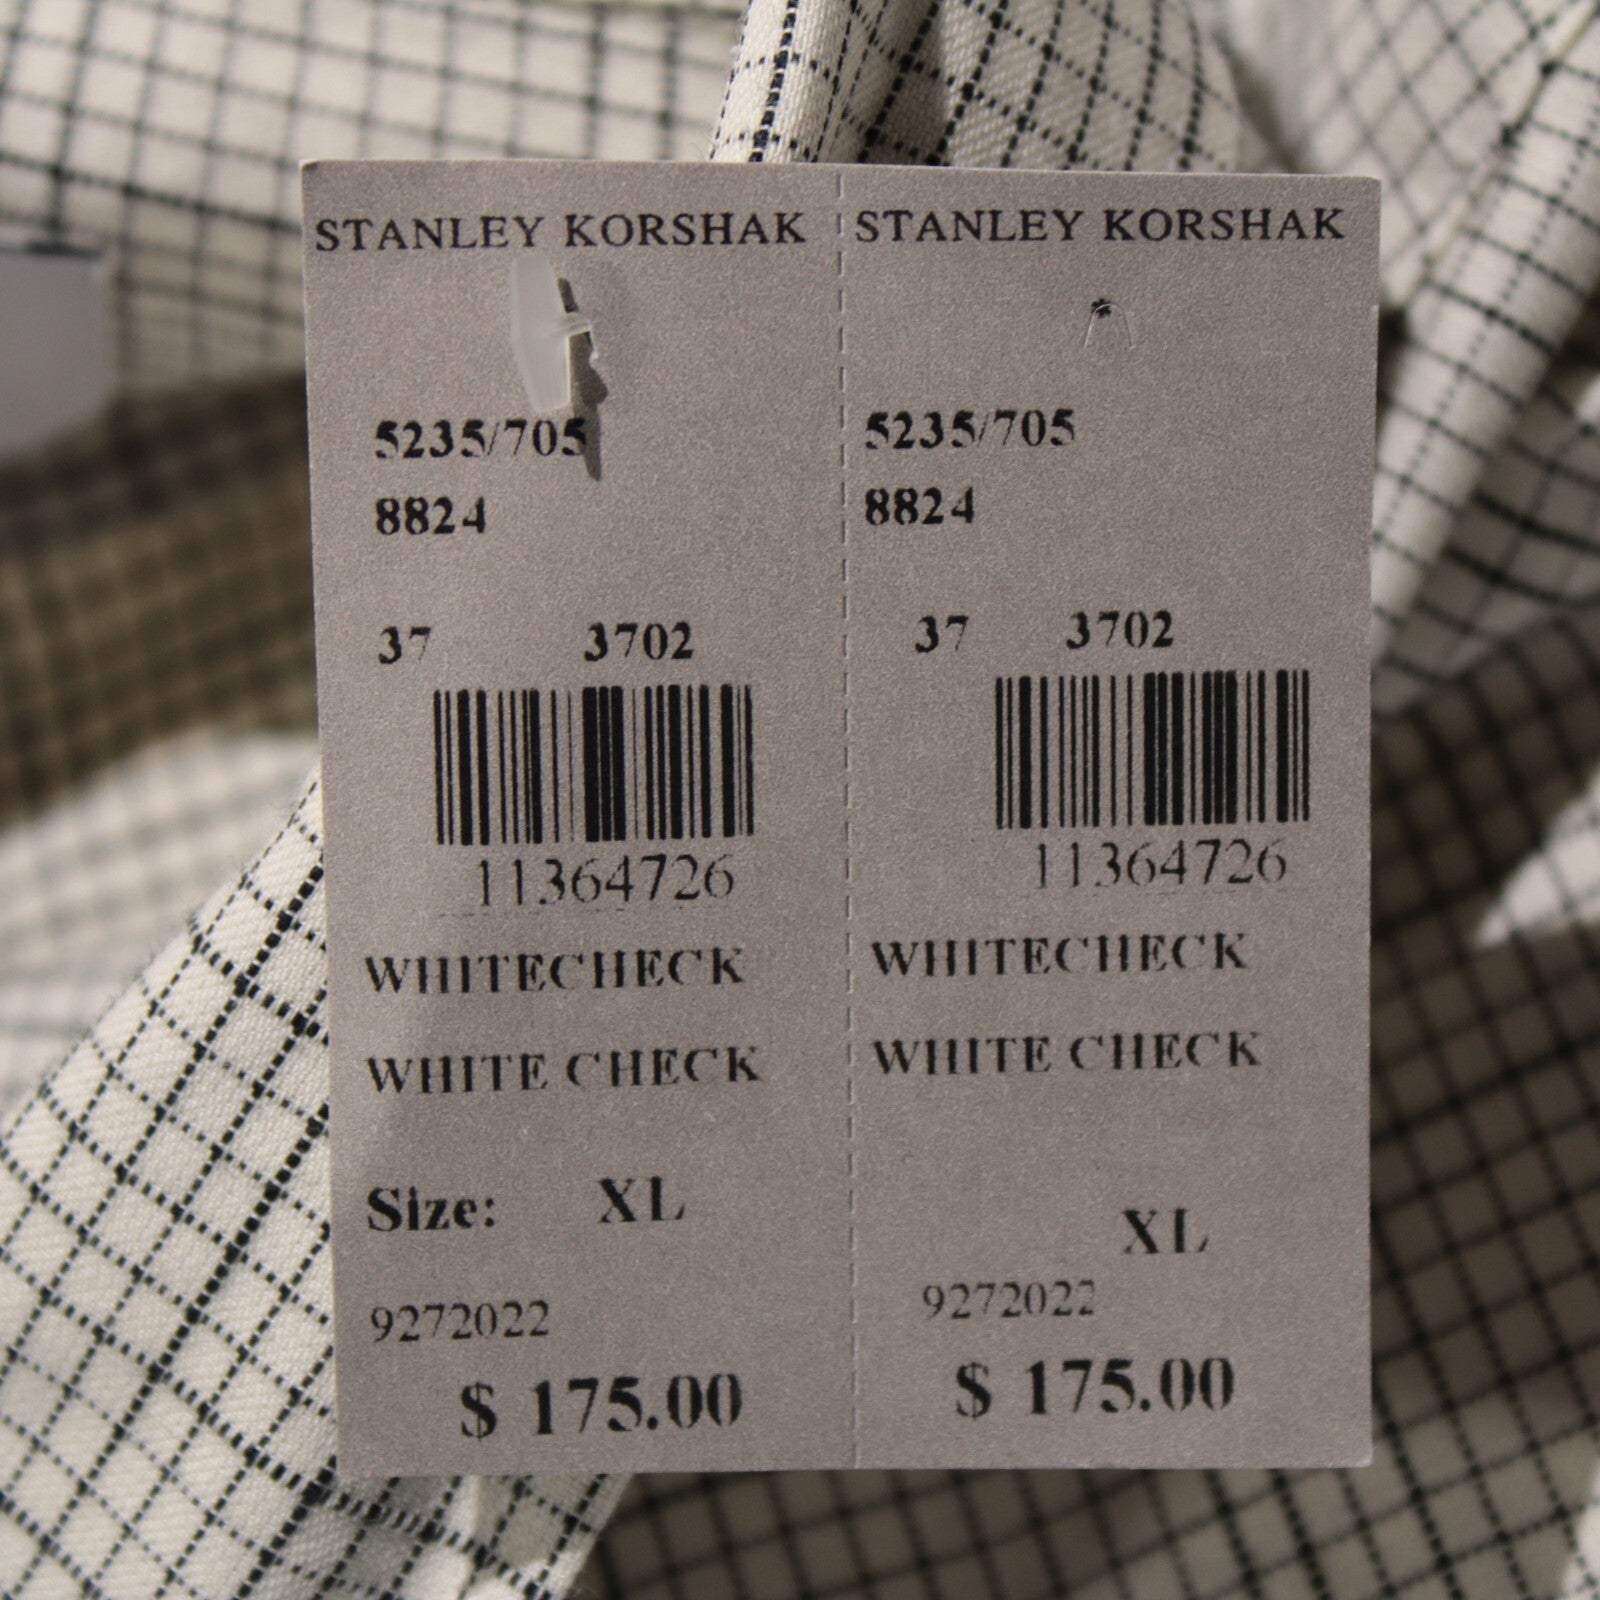 STANLEY KORSHAK
5235/705
8824
37 3702
11364726
WHITECHECK
WHITE CHECK
Size: XL
9272022
$ 175.00
STANLEY KORSHAK
5235/705
8824
37 3702
11364726
WHITECHECK
WHITE CHECK
XL
9272022
$ 175.00